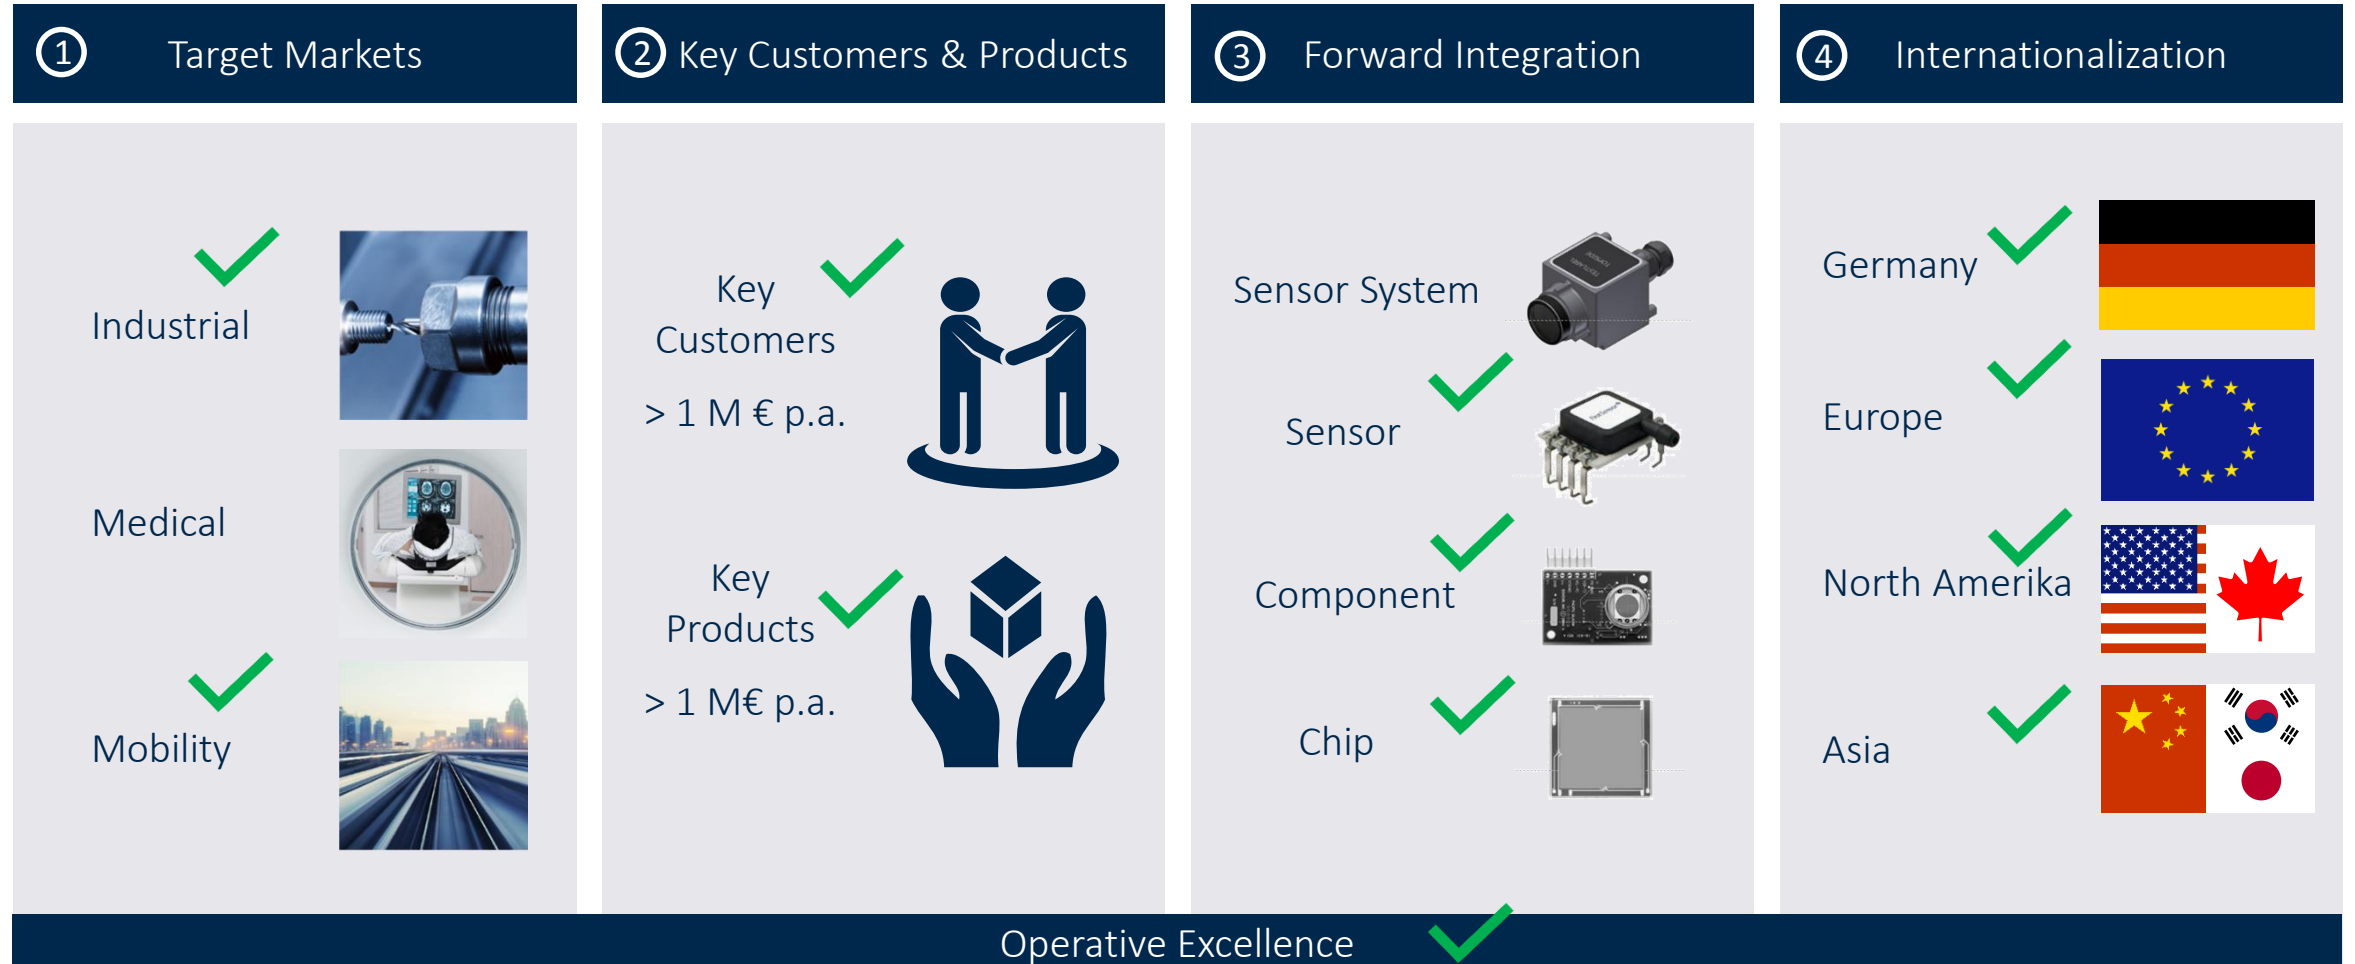 1 Target Markets
Industrial
Medical
Mobility
2 Key Customers & Products
Key
Customers
> 1 M € p.a.
Key
Products
> 1 M€ p.a.
3 Forward Integration
Sensor System
Sensor
Component
Chip
4 Internationalization
Germany
Europe
North Amerika
Asia
Operative Excellence